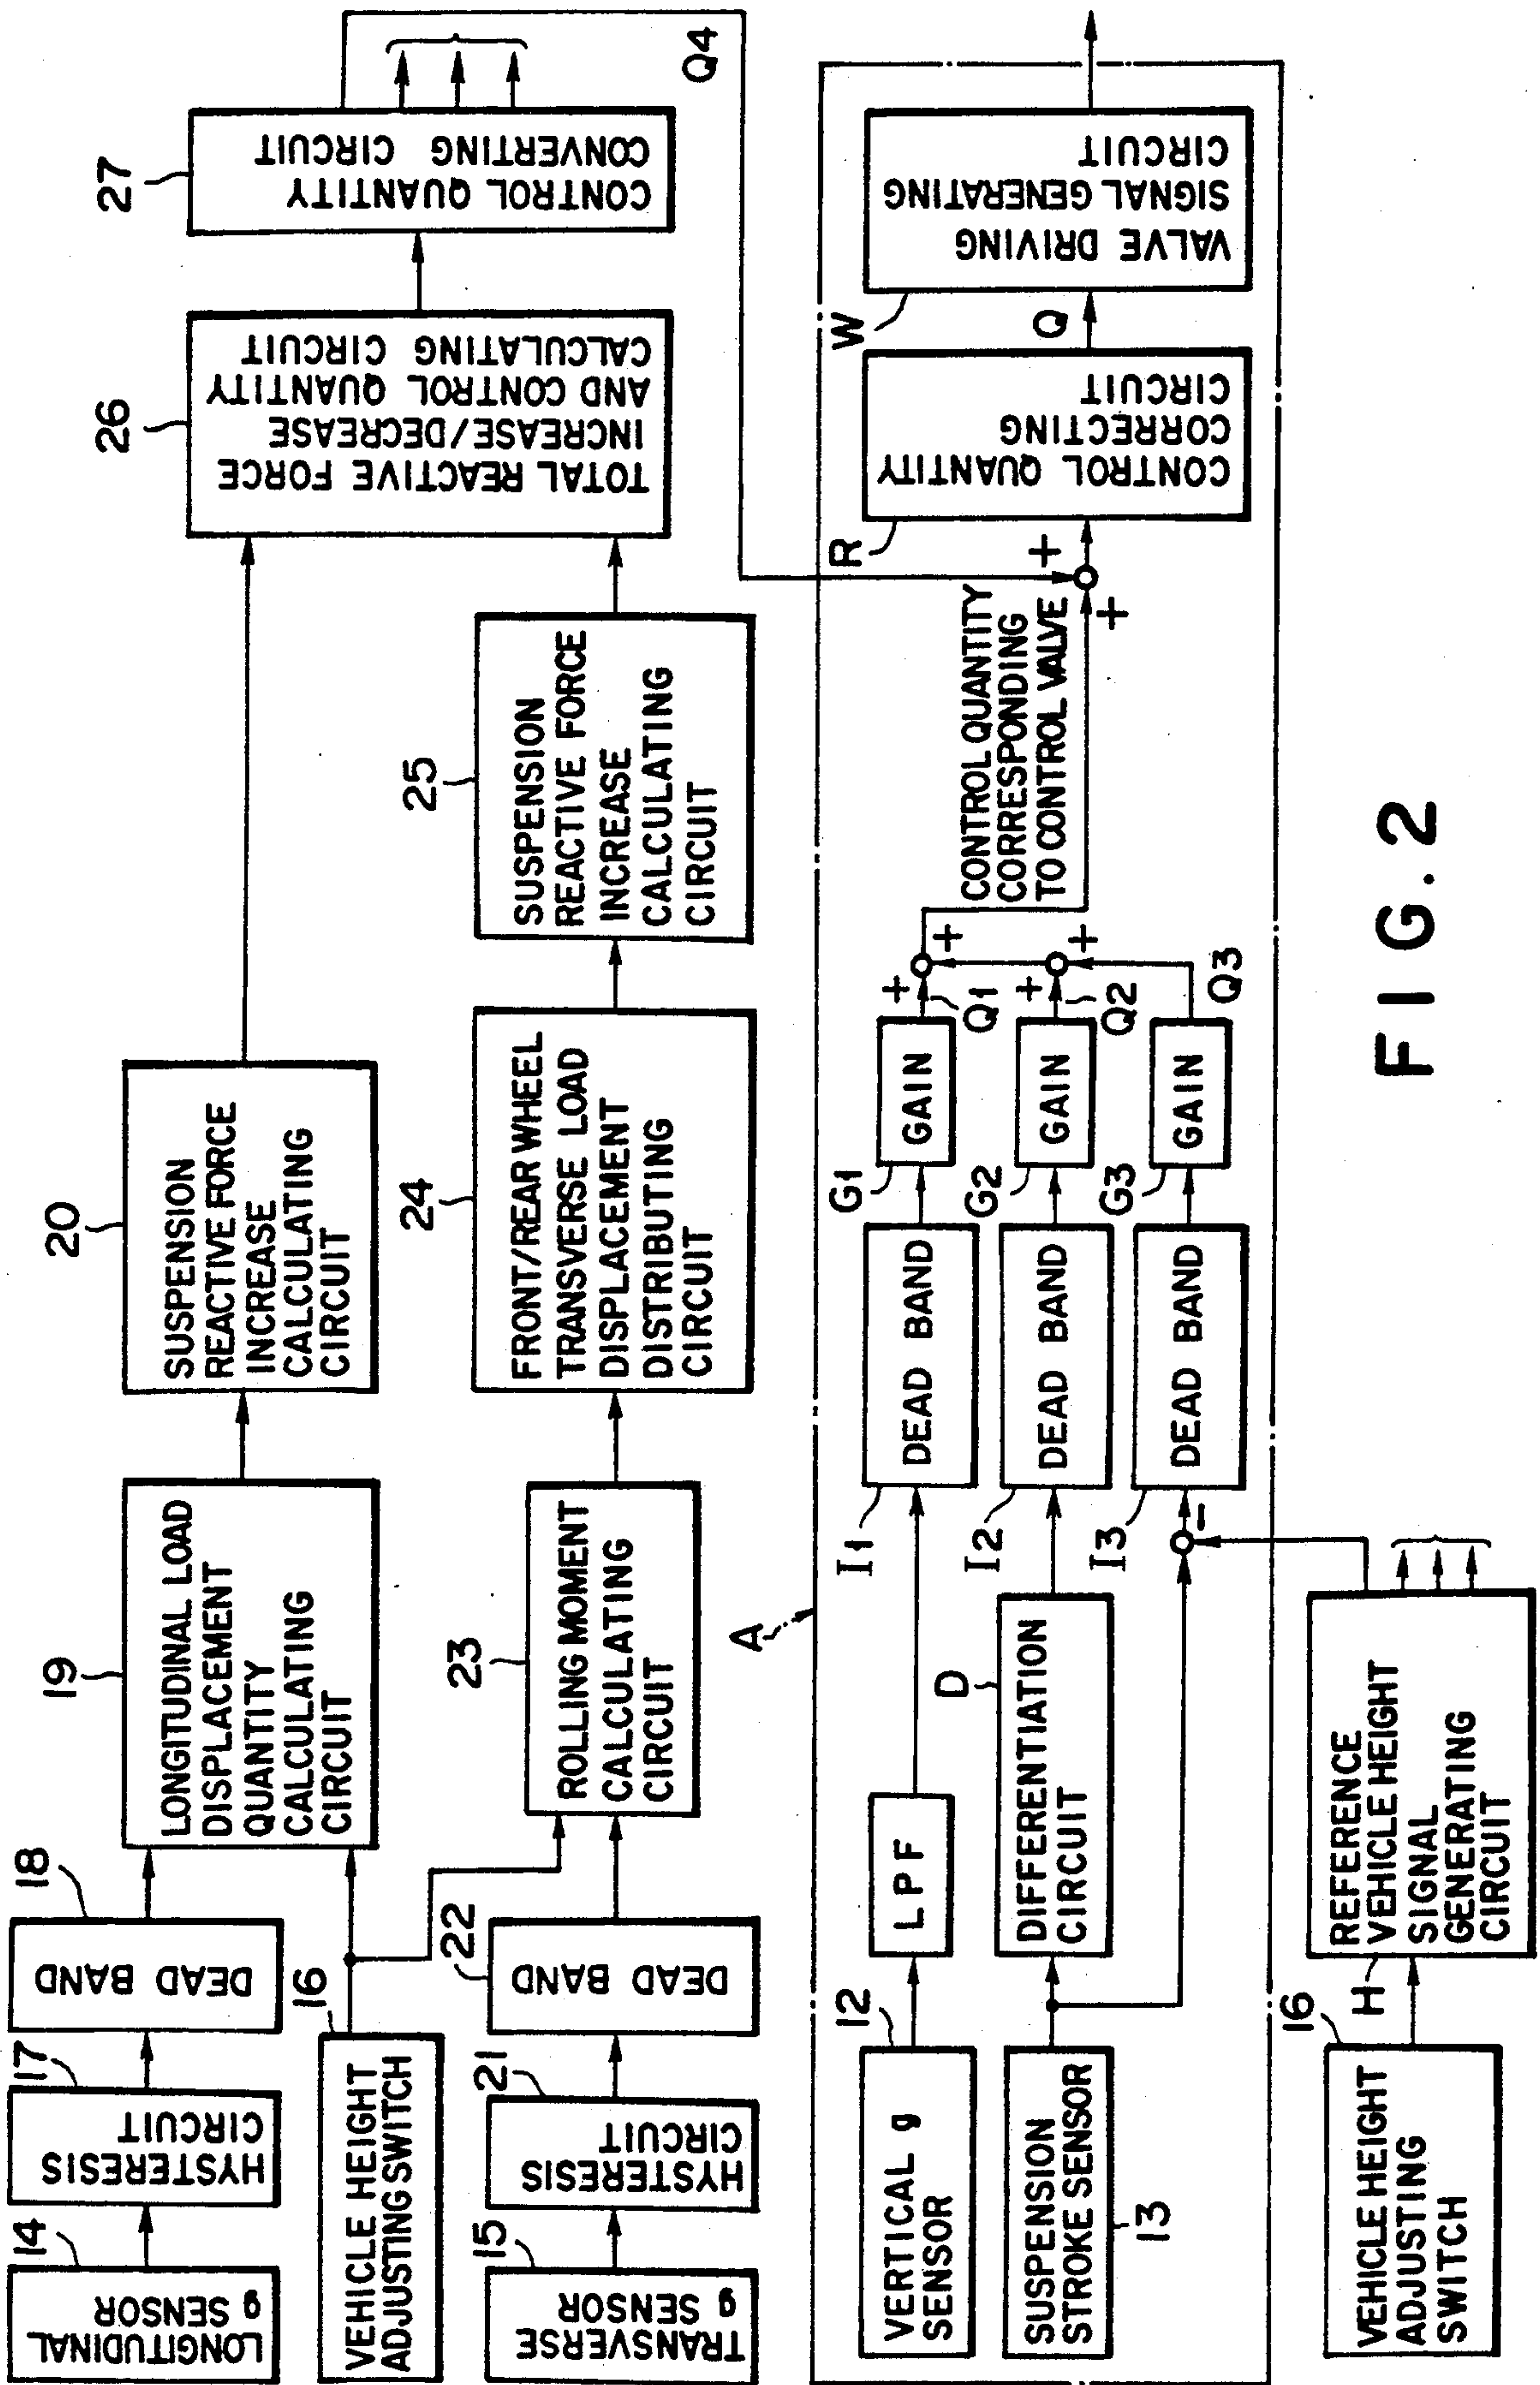 14
LONGITUDINAL
g SENSOR
17
HYSTERESIS
CIRCUIT
18
DEAD BAND
19
LONGITUDINAL LOAD
DISPLACEMENT
QUANTITY
CALCULATING
CIRCUIT
20
SUSPENSION
REACTIVE FORCE
INCREASE
CALCULATING
CIRCUIT
26
TOTAL REACTIVE FORCE
INCREASE/DECREASE
AND CONTROL QUANTITY
CALCULATING CIRCUIT
27
CONTROL QUANTITY
CONVERTING CIRCUIT
16
VEHICLE HEIGHT
ADJUSTING SWITCH
15
TRANSVERSE
g SENSOR
21
HYSTERESIS
CIRCUIT
22
DEAD BAND
23
ROLLING MOMENT
CALCULATING
CIRCUIT
24
FRONT/REAR WHEEL
TRANSVERSE LOAD
DISPLACEMENT
DISTRIBUTING
CIRCUIT
25
SUSPENSION
REACTIVE FORCE
INCREASE
CALCULATING
CIRCUIT
Q4
A
12
VERTICAL g
SENSOR
LPF
I1
DEAD BAND
G1
GAIN
+
Q1
+
CONTROL QUANTITY
CORRESPONDING
TO CONTROL VALVE
+
+
R
CONTROL QUANTITY
CORRECTING
CIRCUIT
Q
W
VALVE DRIVING
SIGNAL GENERATING
CIRCUIT
SUSPENSION
STROKE SENSOR
13
D
DIFFERENTIATION
CIRCUIT
I2
DEAD BAND
G2
GAIN
+
Q2
+
I3
−
DEAD BAND
G3
GAIN
Q3
16
VEHICLE HEIGHT
ADJUSTING
SWITCH
H
REFERENCE
VEHICLE HEIGHT
SIGNAL
GENERATING
CIRCUIT
FIG. 2